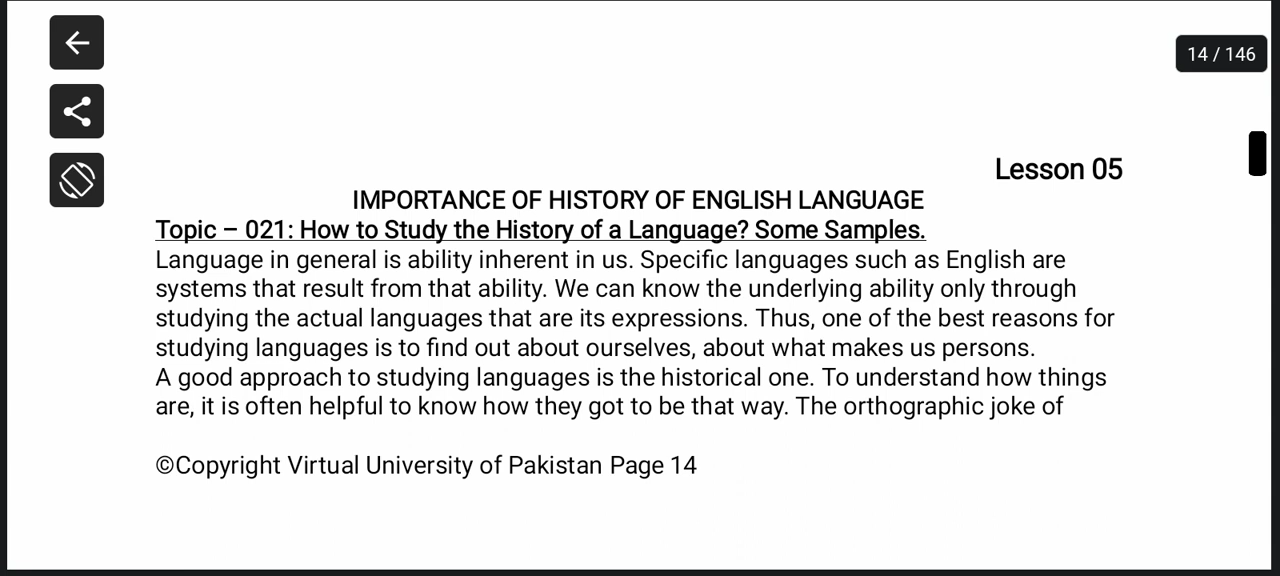 14 / 146
Lesson 05
IMPORTANCE OF HISTORY OF ENGLISH LANGUAGE
Topic – 021: How to Study the History of a Language? Some Samples.
Language in general is ability inherent in us. Specific languages such as English are
systems that result from that ability. We can know the underlying ability only through
studying the actual languages that are its expressions. Thus, one of the best reasons for
studying languages is to find out about ourselves, about what makes us persons.
A good approach to studying languages is the historical one. To understand how things
are, it is often helpful to know how they got to be that way. The orthographic joke of
©Copyright Virtual University of Pakistan Page 14